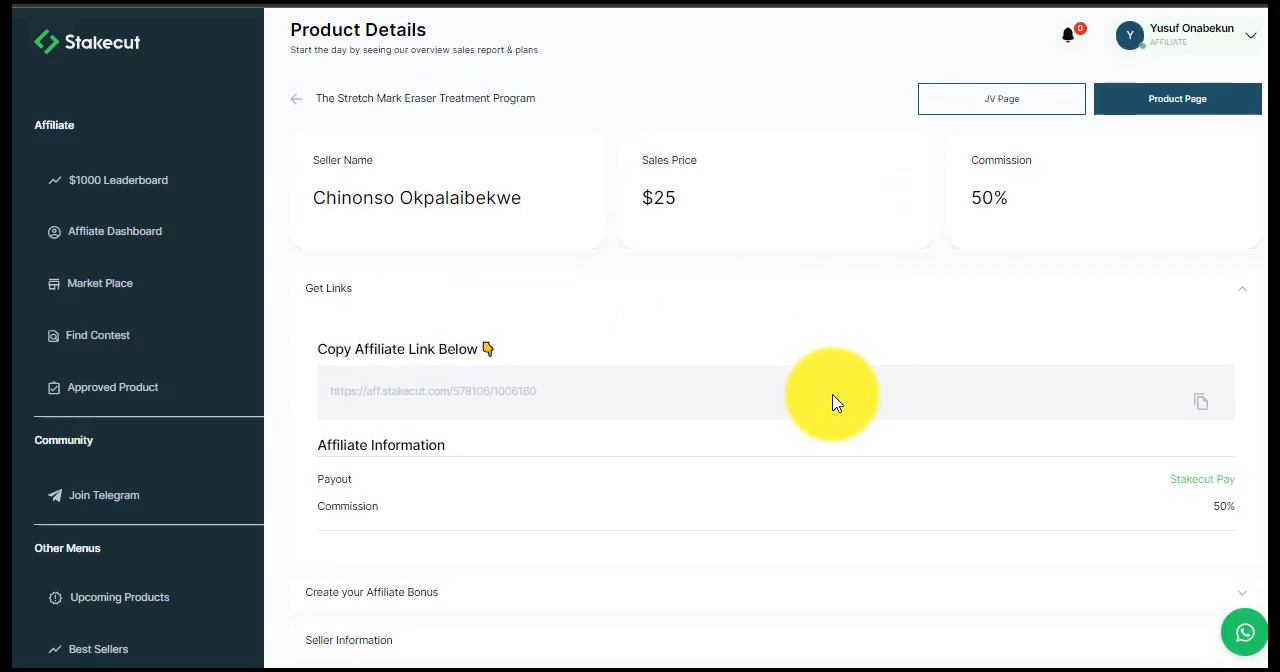 Stakecut
Affiliate
$1000 Leaderboard
Affliate Dashboard
Market Place
Find Contest
Approved Product
Community
Join Telegram
Other Menus
Upcoming Products
Best Sellers
Product Details
Start the day by seeing our overview sales report & plans
0
Y
Yusuf Onabekun
AFFILIATE
The Stretch Mark Eraser Treatment Program
JV Page
Product Page
Seller Name
Chinonso Okpalaibekwe
Sales Price
$25
Commission
50%
Get Links
Copy Affiliate Link Below 👇
https://aff.stakecut.com/578106/1006160
Affiliate Information
Payout Stakecut Pay
Commission 50%
Create your Affiliate Bonus
Seller Information